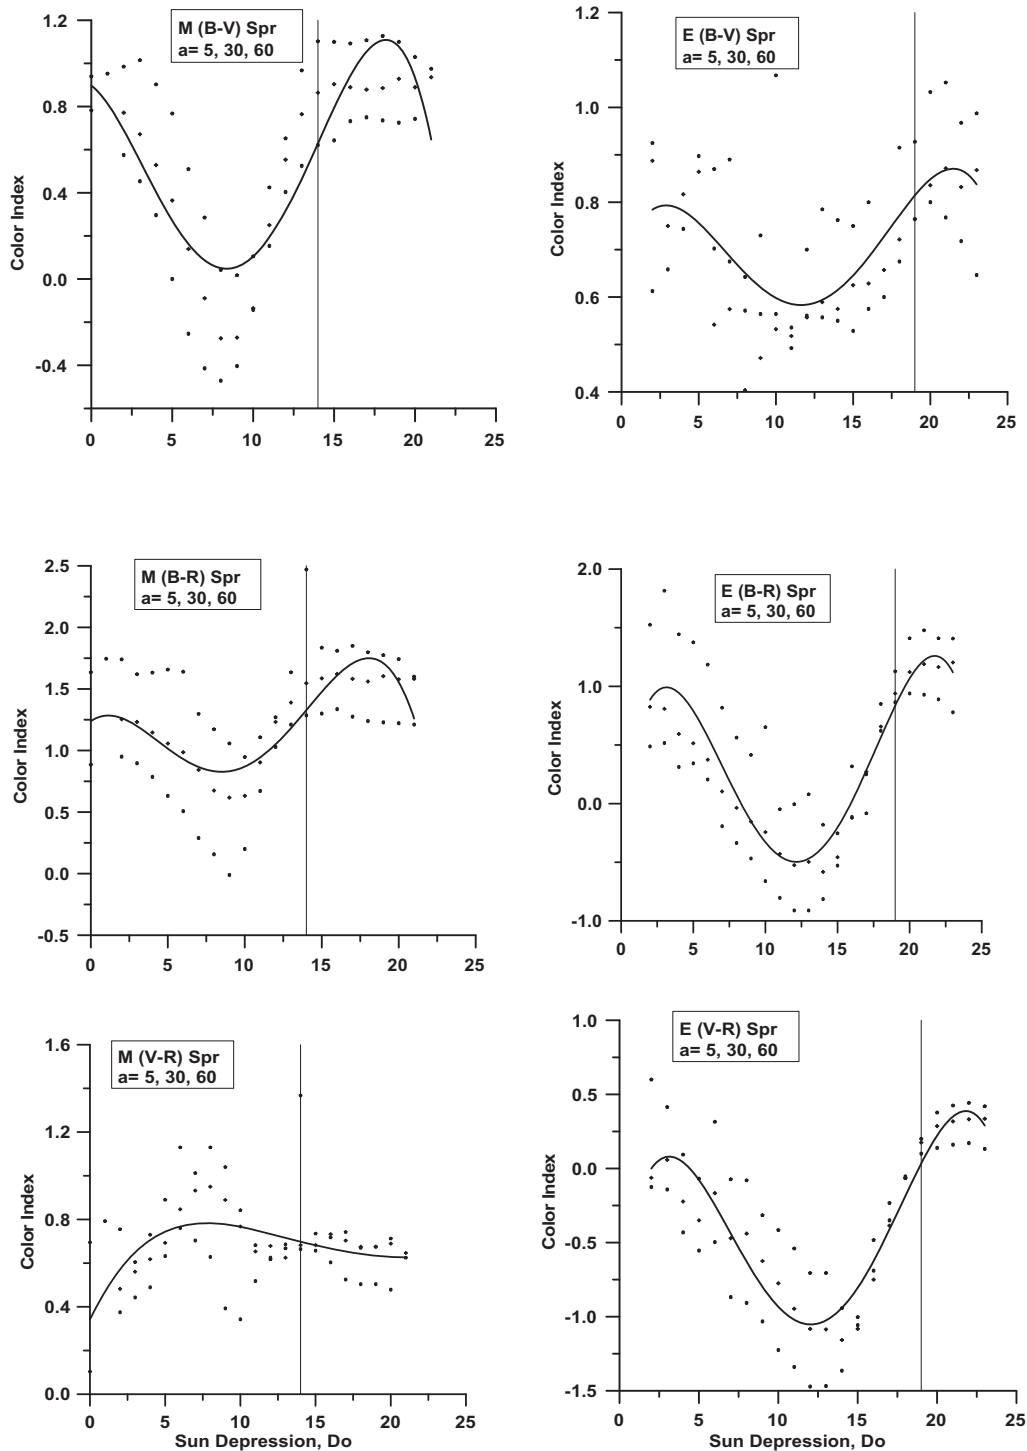 M (B-V) Spr
a= 5, 30, 60
1.2
0.8
0.4
0.0
-0.4
Color Index
0 5 10 15 20 25
E (B-V) Spr
a= 5, 30, 60
1.2
1.0
0.8
0.6
0.4
Color Index
0 5 10 15 20 25
M (B-R) Spr
a= 5, 30, 60
2.5
2.0
1.5
1.0
0.5
0.0
-0.5
Color Index
0 5 10 15 20 25
E (B-R) Spr
a= 5, 30, 60
2.0
1.0
0.0
-1.0
Color Index
0 5 10 15 20 25
M (V-R) Spr
a= 5, 30, 60
1.6
1.2
0.8
0.4
0.0
Color Index
0 5 10 15 20 25
Sun Depression, Do
E (V-R) Spr
a= 5, 30, 60
1.0
0.5
0.0
-0.5
-1.0
-1.5
Color Index
0 5 10 15 20 25
Sun Depression, Do